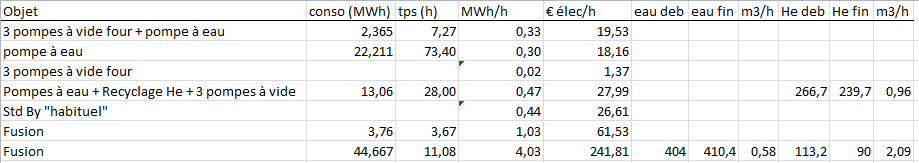 Objet conso (MWh) tps (h) MWh/h € élec/h eau deb eau fin m3/h He deb He fin m3/h
3 pompes à vide four + pompe à eau 2,365 7,27 0,33 19,53
pompe à eau 22,211 73,40 0,30 18,16
3 pompes à vide four 0,02 1,37
Pompes à eau + Recyclage He + 3 pompes à vide 13,06 28,00 0,47 27,99 266,7 239,7 0,96
Std By "habituel" 0,44 26,61
Fusion 3,76 3,67 1,03 61,53
Fusion 44,667 11,08 4,03 241,81 404 410,4 0,58 113,2 90 2,09